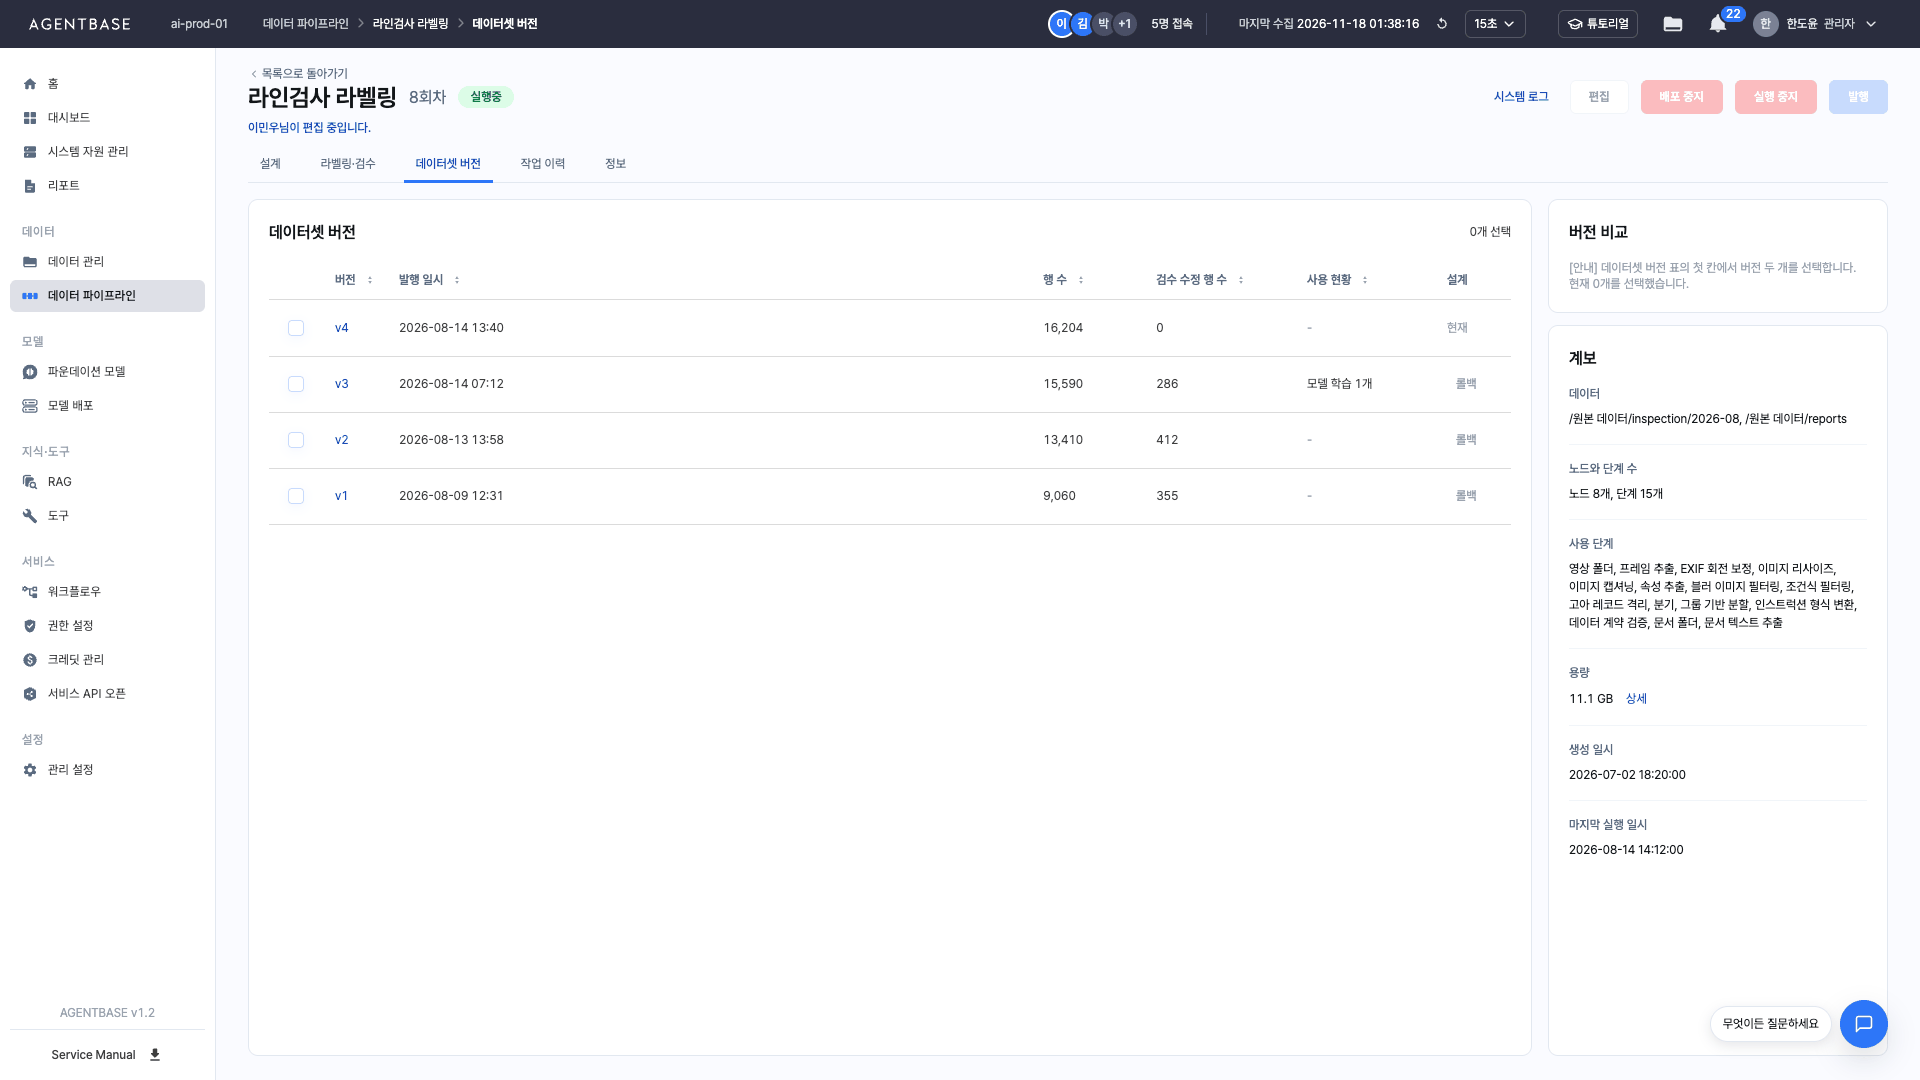 AGENTBASE
ai-prod-01
데이터 파이프라인
라인검사 라벨링
데이터셋 버전
이
김
박
+1
5명 접속
마지막 수집 2026-11-18 01:38:16
15초
튜토리얼
22
한
한도윤 관리자
홈
대시보드
시스템 자원 관리
리포트
데이터
데이터 관리
데이터 파이프라인
모델
파운데이션 모델
모델 배포
지식·도구
RAG
도구
서비스
워크플로우
권한 설정
크레딧 관리
서비스 API 오픈
설정
관리 설정
AGENTBASE v1.2
Service Manual
목록으로 돌아가기
라인검사 라벨링 8회차 실행중
이민우님이 편집 중입니다.
시스템 로그
편집
배포 중지
실행 중지
발행
설계
라벨링·검수
데이터셋 버전
작업 이력
정보
데이터셋 버전
0개 선택
버전 발행 일시 행 수 검수 수정 행 수 사용 현황 설계
v4 2026-08-14 13:40 16,204 0 - 현재
v3 2026-08-14 07:12 15,590 286 모델 학습 1개 롤백
v2 2026-08-13 13:58 13,410 412 - 롤백
v1 2026-08-09 12:31 9,060 355 - 롤백
버전 비교
[안내] 데이터셋 버전 표의 첫 칸에서 버전 두 개를 선택합니다.
현재 0개를 선택했습니다.
계보
데이터
/원본 데이터/inspection/2026-08, /원본 데이터/reports
노드와 단계 수
노드 8개, 단계 15개
사용 단계
영상 폴더, 프레임 추출, EXIF 회전 보정, 이미지 리사이즈,
이미지 캡셔닝, 속성 추출, 블러 이미지 필터링, 조건식 필터링,
고아 레코드 격리, 분기, 그룹 기반 분할, 인스트럭션 형식 변환,
데이터 계약 검증, 문서 폴더, 문서 텍스트 추출
용량
11.1 GB 상세
생성 일시
2026-07-02 18:20:00
마지막 실행 일시
2026-08-14 14:12:00
무엇이든 질문하세요